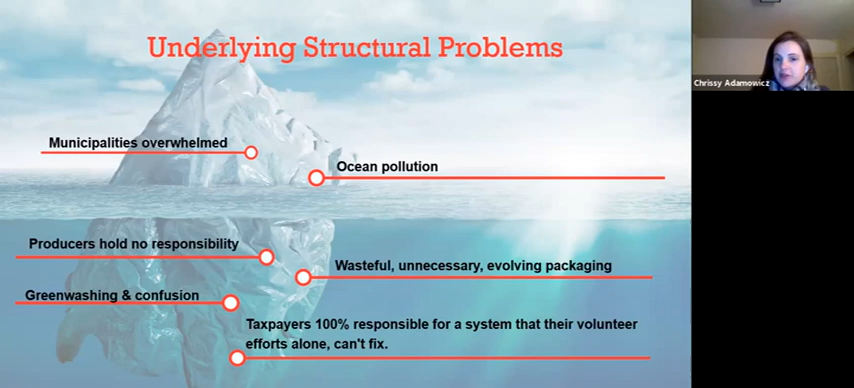 Underlying Structural Problems
Chrissy Adamowicz
Municipalities overwhelmed
Ocean pollution
Producers hold no responsibility
Wasteful, unnecessary, evolving packaging
Greenwashing & confusion
Taxpayers 100% responsible for a system that their volunteer
efforts alone, can't fix.